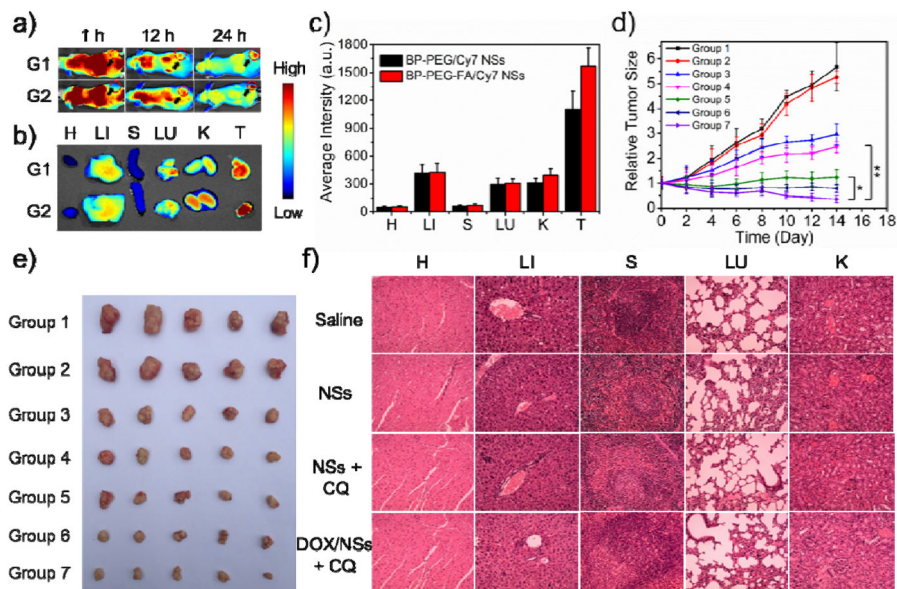 a)
1 h 12 h 24 h
G1
G2
High
Low
b)
H LI S LU K T
G1
G2
c)
Average Intensity (a.u.)
1800
1500
1200
900
600
300
0
BP-PEG/Cy7 NSs
BP-PEG-FA/Cy7 NSs
H LI S LU K T
d)
Relative Tumor Size
6
5
4
3
2
1
0
Group 1
Group 2
Group 3
Group 4
Group 5
Group 6
Group 7
*
**
0 2 4 6 8 10 12 14 16 18
Time (Day)
e)
Group 1
Group 2
Group 3
Group 4
Group 5
Group 6
Group 7
f)
H LI S LU K
Saline
NSs
NSs +
CQ
DOX/NSs
+ CQ